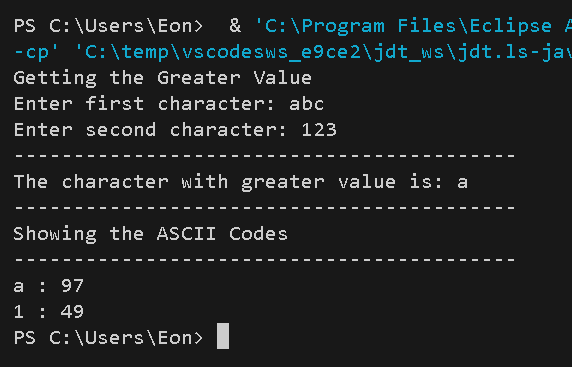 PS C:\Users\Eon>  & 'C:\Program Files\Eclipse A
-cp' 'C:\temp\vscodesws_e9ce2\jdt_ws\jdt.ls-jav
Getting the Greater Value
Enter first character: abc
Enter second character: 123
------------------------------------------
The character with greater value is: a
------------------------------------------
Showing the ASCII Codes
------------------------------------------
a : 97
1 : 49
PS C:\Users\Eon>